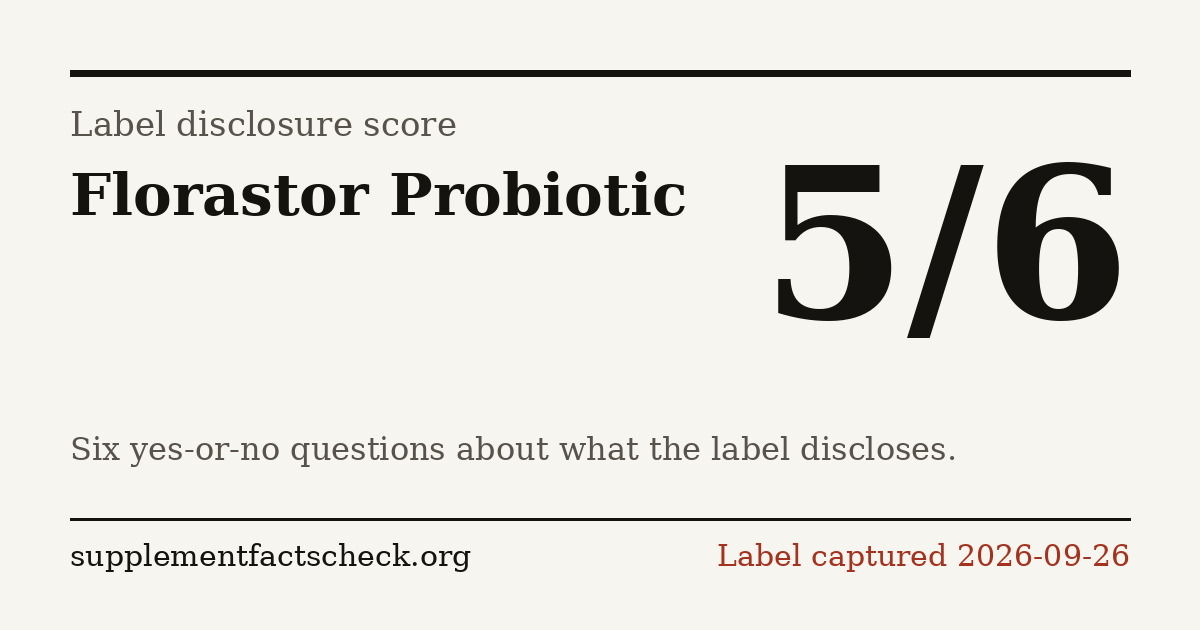 Label disclosure score
Florastor Probiotic
5/6
Six yes-or-no questions about what the label discloses.
supplementfactscheck.org
Label captured 2026-09-26